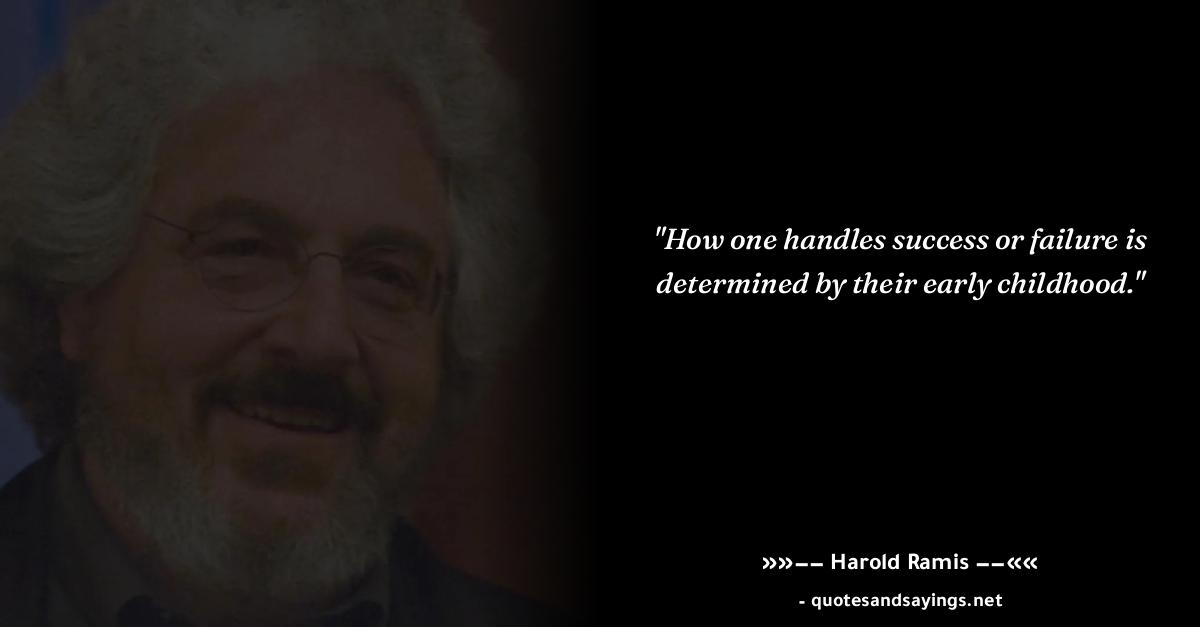 "How one handles success or failure is
determined by their early childhood."
»»−− Harold Ramis −−««
- quotesandsayings.net